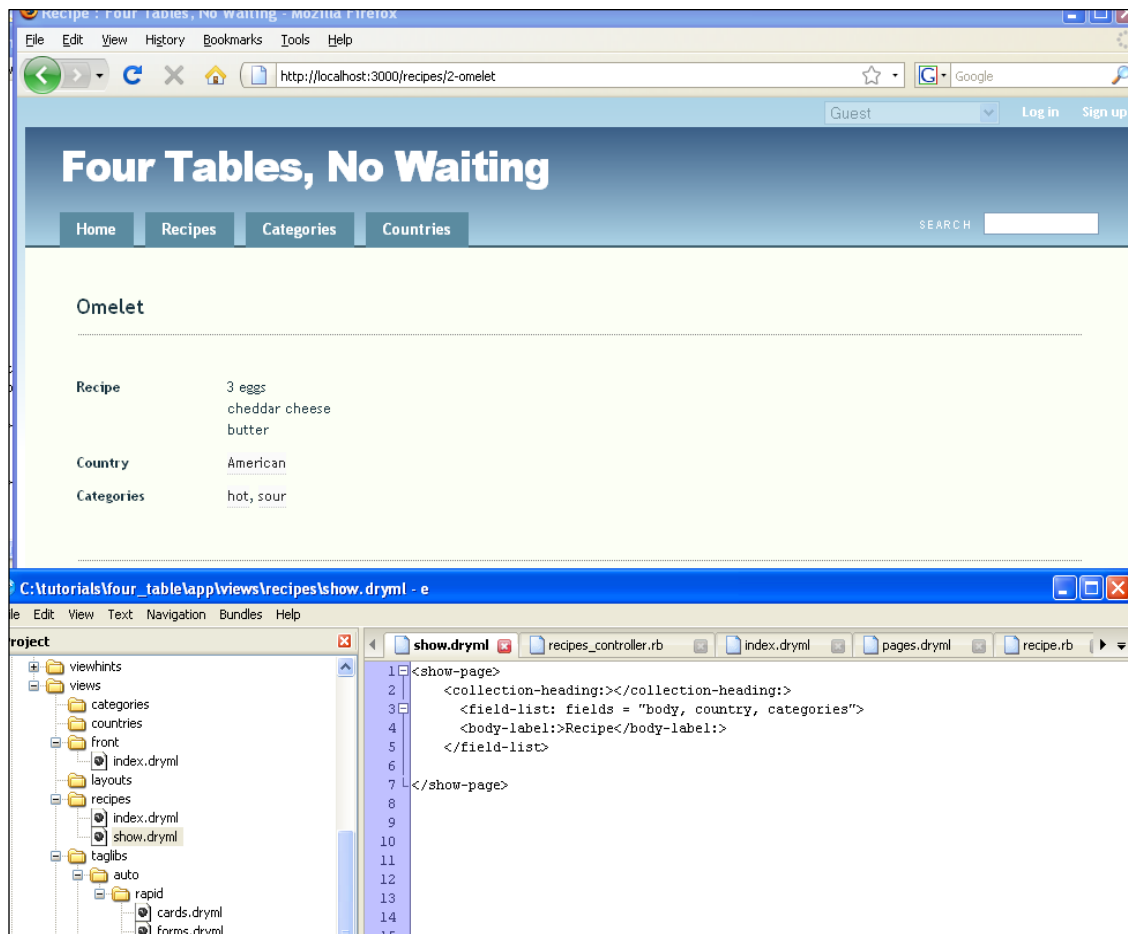 Recipe : Four Tables, No Waiting - Mozilla Firefox
File Edit View History Bookmarks Tools Help
http://localhost:3000/recipes/2-omelet
G Google
Guest Log in Sign up
Four Tables, No Waiting
Home Recipes Categories Countries
SEARCH
Omelet
Recipe 3 eggs
cheddar cheese
butter
Country American
Categories hot, sour
C:\tutorials\four_table\app\views\recipes\show.dryml - e
le Edit View Text Navigation Bundles Help
roject
show.dryml recipes_controller.rb index.dryml pages.dryml recipe.rb
viewhints
views
categories
countries
front
index.dryml
layouts
recipes
index.dryml
show.dryml
taglibs
auto
rapid
cards.dryml
forms.dryml
1 <show-page>
2 <collection-heading:></collection-heading:>
3 <field-list: fields = "body, country, categories">
4 <body-label:>Recipe</body-label:>
5 </field-list>
6
7 </show-page>
8
9
10
11
12
13
14
15